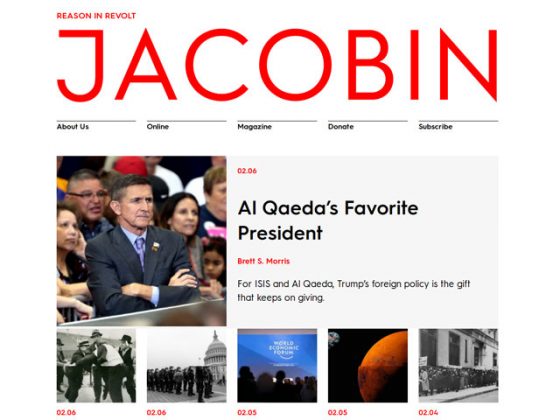 REASON IN REVOLT
JACOBIN
About Us
Online
Magazine
Donate
Subscribe
02.06
Al Qaeda's Favorite
President
Brett S. Morris
For ISIS and Al Qaeda, Trump's foreign policy is the gift
that keeps on giving.
WORLD
ECONOMIC
FORUM
02.06
02.06
02.05
02.05
02.04